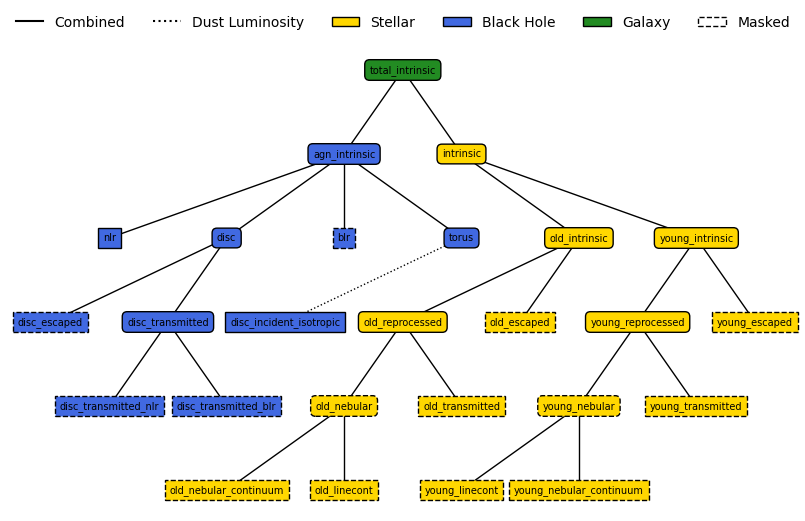 Combined Dust Luminosity Stellar Black Hole Galaxy Masked
total_intrinsic
agn_intrinsic intrinsic
nlr disc blr torus old_intrinsic young_intrinsic
disc_escaped disc_transmitted disc_incident_isotropic old_reprocessed old_escaped young_reprocessed young_escaped
disc_transmitted_nlr disc_transmitted_blr old_nebular old_transmitted young_nebular young_transmitted
old_nebular_continuum old_linecont young_linecont young_nebular_continuum